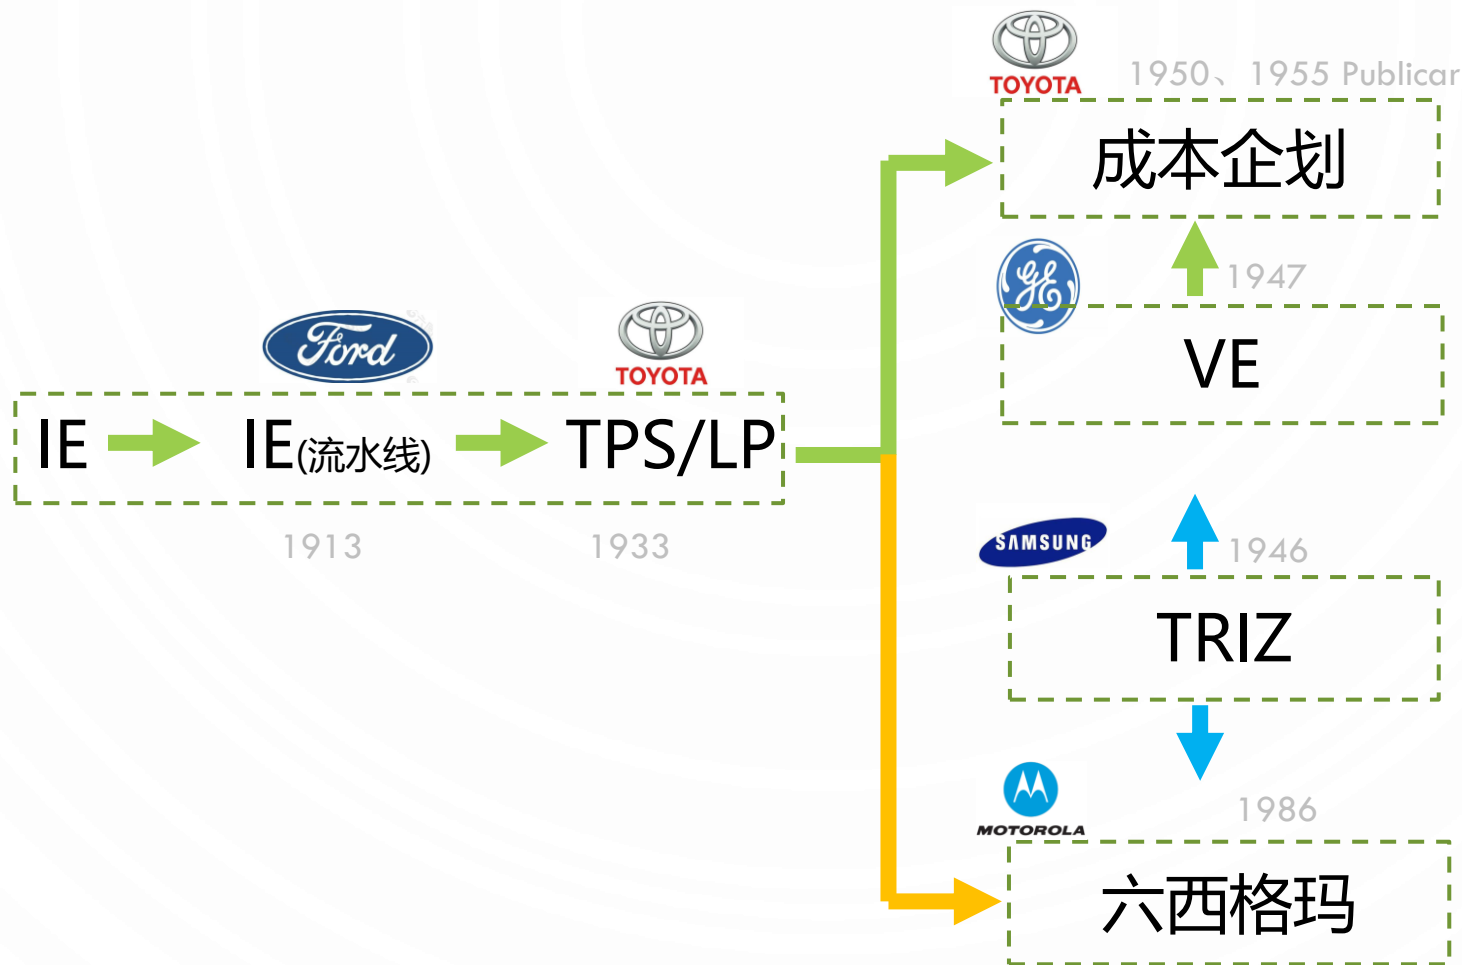 TOYOTA
1950、1955 Publicar
成本企划
GE
1947
VE
Ford
TOYOTA
IE
IE(流水线)
TPS/LP
1913
1933
SAMSUNG
1946
TRIZ
MOTOROLA
1986
六西格玛